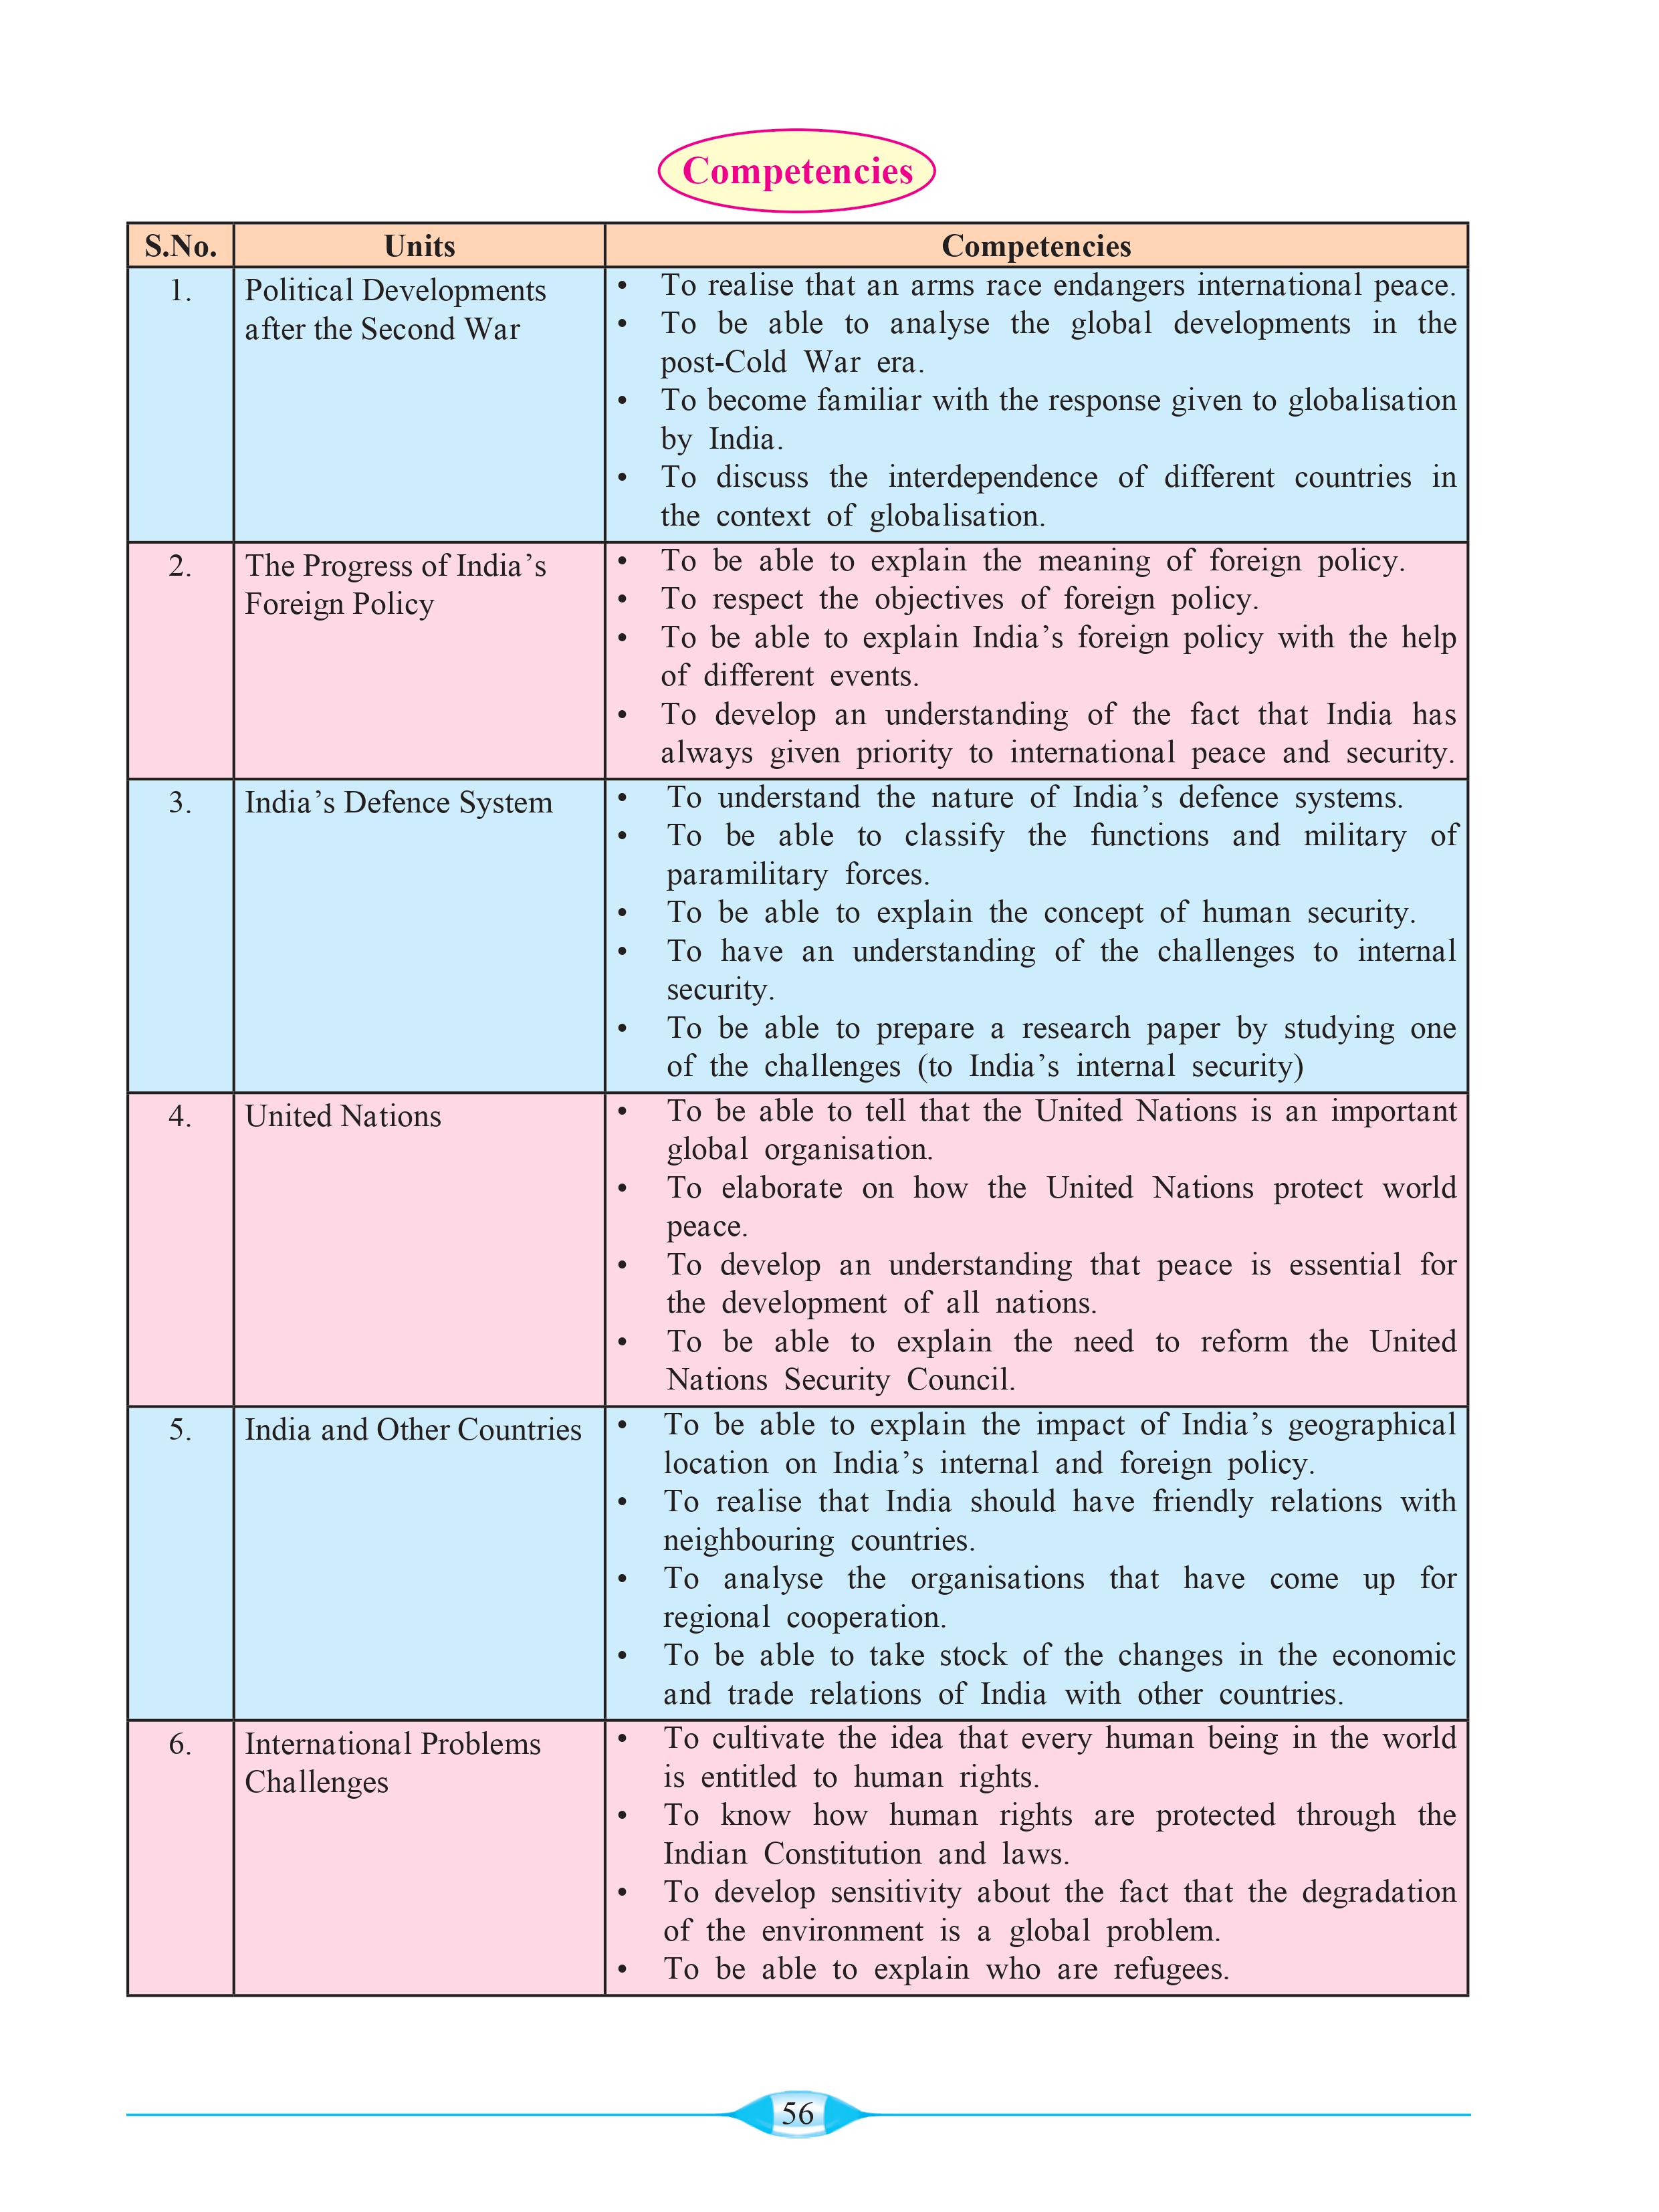 Competencies
S.No. Units Competencies
1. Political Developments
after the Second War
• To realise that an arms race endangers international peace.
• To be able to analyse the global developments in the
post-Cold War era.
• To become familiar with the response given to globalisation
by India.
• To discuss the interdependence of different countries in
the context of globalisation.
2. The Progress of India’s
Foreign Policy
• To be able to explain the meaning of foreign policy.
• To respect the objectives of foreign policy.
• To be able to explain India’s foreign policy with the help
of different events.
• To develop an understanding of the fact that India has
always given priority to international peace and security.
3. India’s Defence System
• To understand the nature of India’s defence systems.
• To be able to classify the functions and military of
paramilitary forces.
• To be able to explain the concept of human security.
• To have an understanding of the challenges to internal
security.
• To be able to prepare a research paper by studying one
of the challenges (to India’s internal security)
4. United Nations
• To be able to tell that the United Nations is an important
global organisation.
• To elaborate on how the United Nations protect world
peace.
• To develop an understanding that peace is essential for
the development of all nations.
• To be able to explain the need to reform the United
Nations Security Council.
5. India and Other Countries
• To be able to explain the impact of India’s geographical
location on India’s internal and foreign policy.
• To realise that India should have friendly relations with
neighbouring countries.
• To analyse the organisations that have come up for
regional cooperation.
• To be able to take stock of the changes in the economic
and trade relations of India with other countries.
6. International Problems
Challenges
• To cultivate the idea that every human being in the world
is entitled to human rights.
• To know how human rights are protected through the
Indian Constitution and laws.
• To develop sensitivity about the fact that the degradation
of the environment is a global problem.
• To be able to explain who are refugees.
56